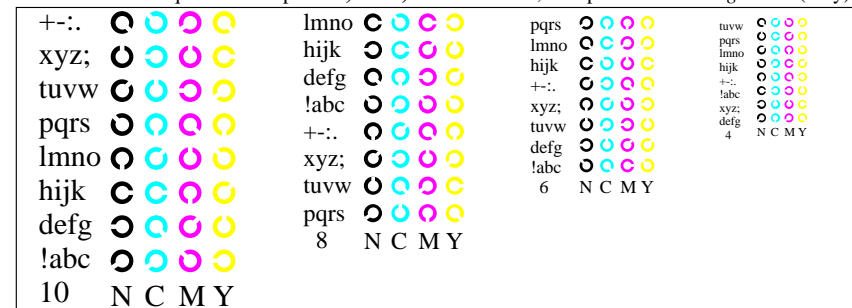 +-:.
xyz;
tuvw
pqrs
lmno
hijk
defg
!abc
10 N C M Y
lmno
hijk
defg
!abc
+-:.
xyz;
tuvw
pqrs
8 N C M Y
pqrs
lmno
hijk
+-:.
xyz;
tuvw
defg
!abc
6 N C M Y
tuvw
pqrs
lmno
hijk
+-:.
!abc
xyz;
defg
4 N C M Y